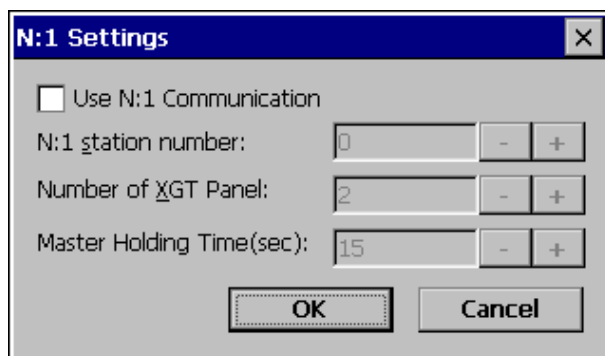 N:1 Settings
Use N:1 Communication
N:1 station number: 0 - +
Number of XGT Panel: 2 - +
Master Holding Time(sec): 15 - +
OK Cancel